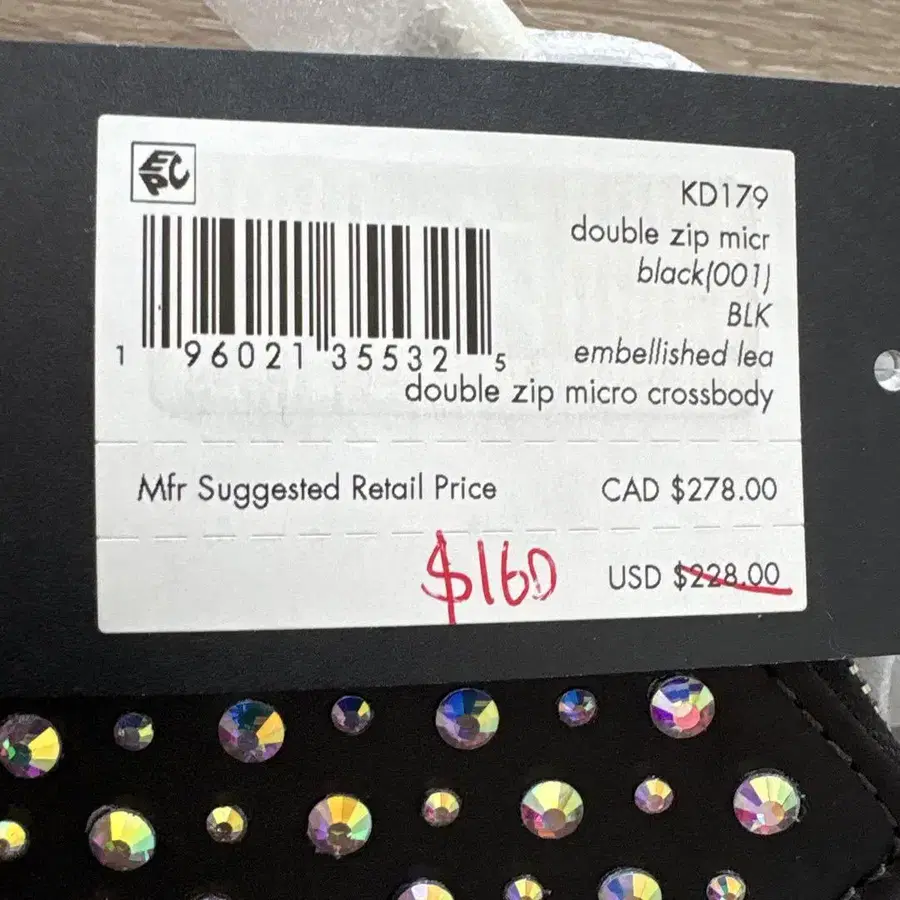 EPC
KD179
double zip micr
black(001)
BLK
embellished lea
1 96021 35532 5
double zip micro crossbody
Mfr Suggested Retail Price CAD $278.00
$160 USD $228.00